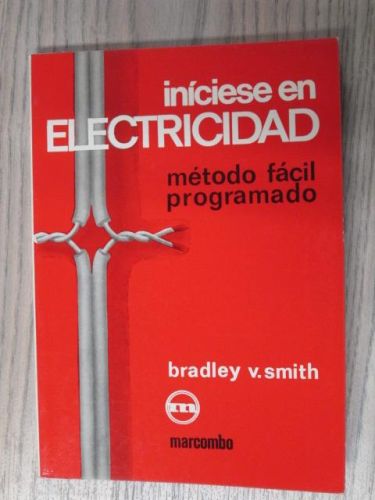 iníciese en
ELECTRICIDAD
método fácil
programado
bradley v. smith
m
marcombo